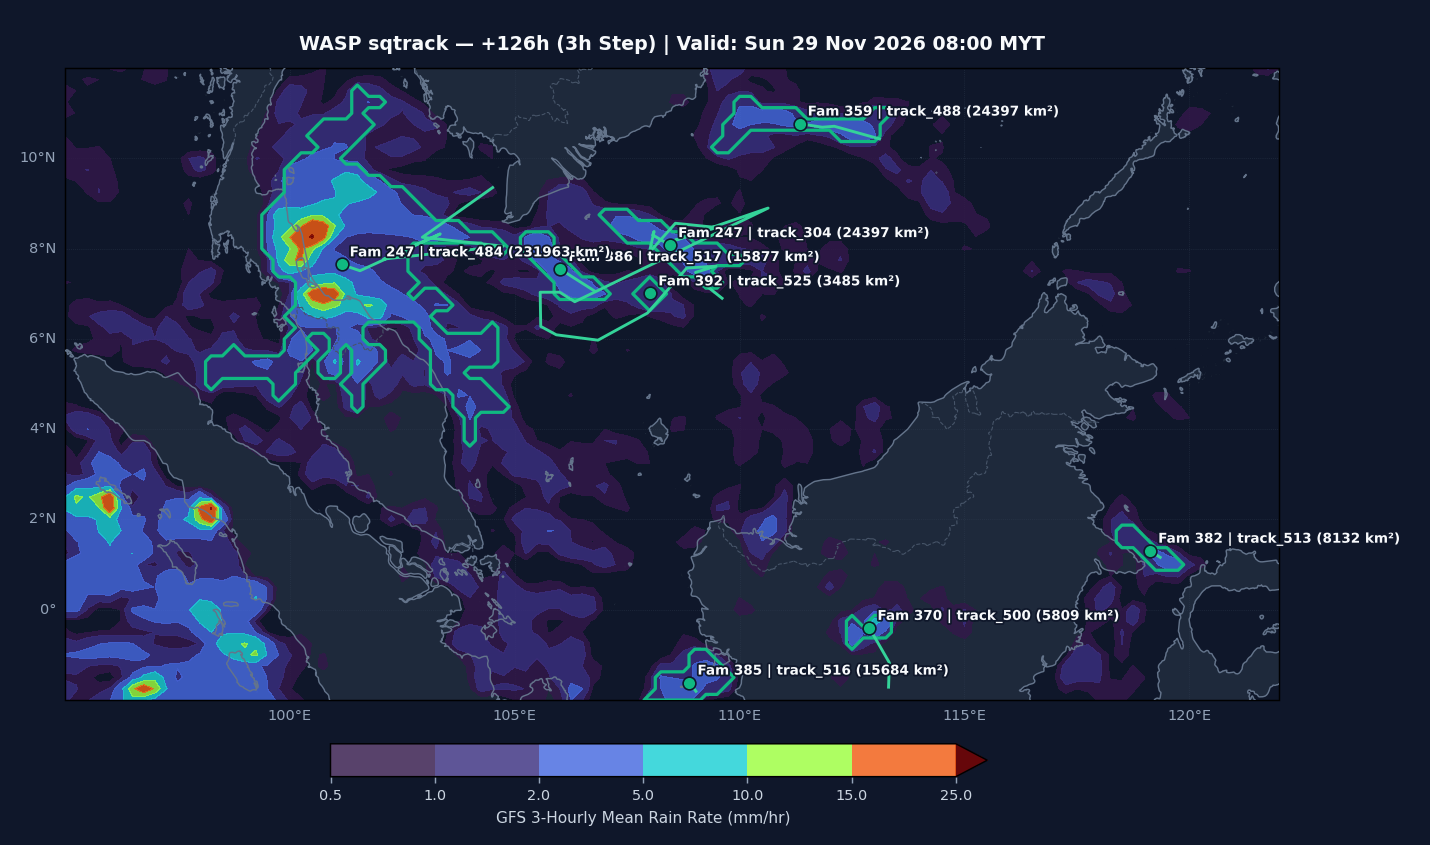 WASP sqtrack — +126h (3h Step) | Valid: Sun 29 Nov 2026 08:00 MYT
Fam 359 | track_488 (24397 km²)
10°N
Fam 247 | track_304 (24397 km²)
8°N
Fam 247 | track_484 (231963 km²)
Fam 386 | track_517 (15877 km²)
Fam 392 | track_525 (3485 km²)
6°N
4°N
2°N
Fam 382 | track_513 (8132 km²)
0°
Fam 370 | track_500 (5809 km²)
Fam 385 | track_516 (15684 km²)
100°E 105°E 110°E 115°E 120°E
0.5 1.0 2.0 5.0 10.0 15.0 25.0
GFS 3-Hourly Mean Rain Rate (mm/hr)